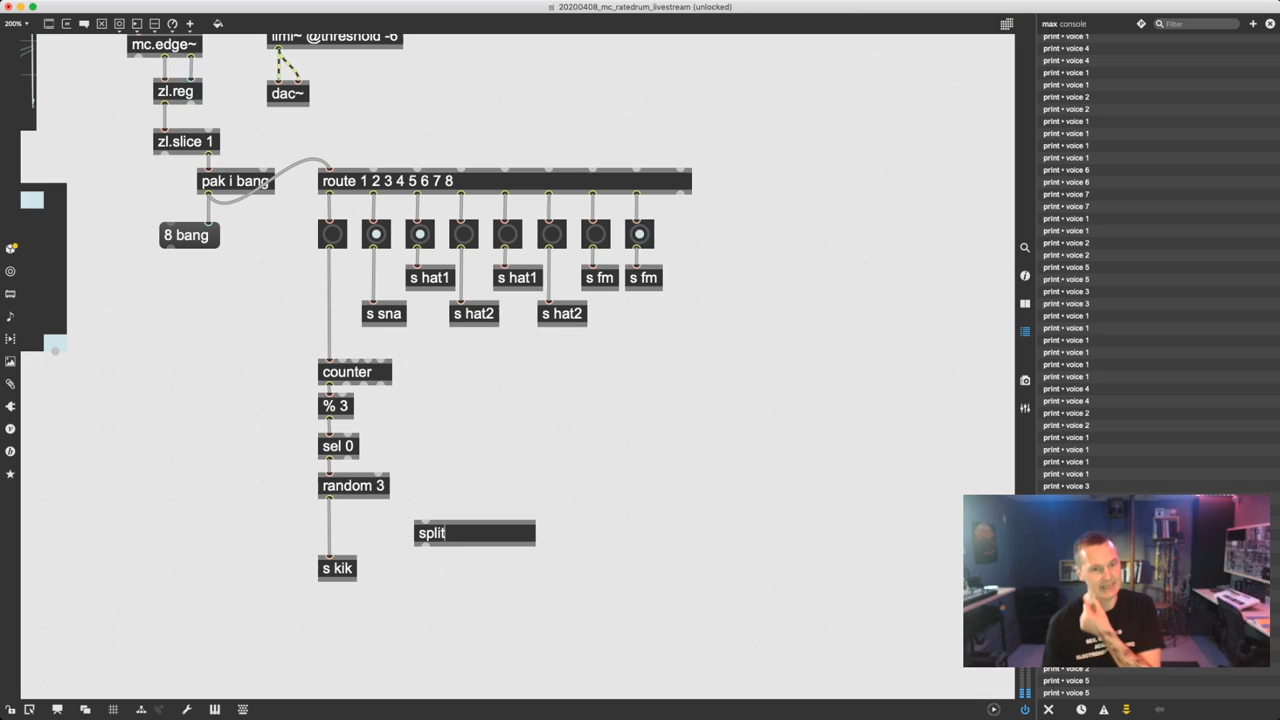 20200408_mc_ratedrum_livestream (unlocked)
200%
max console
Filter
mc.edge~
limi~ @threshold -6
zl.reg
dac~
zl.slice 1
pak i bang
route 1 2 3 4 5 6 7 8
8 bang
s hat1
s hat1
s fm
s fm
s sna
s hat2
s hat2
counter
% 3
sel 0
random 3
split
s kik
print • voice 1
print • voice 4
print • voice 4
print • voice 1
print • voice 1
print • voice 2
print • voice 2
print • voice 1
print • voice 1
print • voice 1
print • voice 6
print • voice 6
print • voice 7
print • voice 7
print • voice 1
print • voice 1
print • voice 2
print • voice 2
print • voice 5
print • voice 5
print • voice 3
print • voice 3
print • voice 1
print • voice 1
print • voice 1
print • voice 1
print • voice 1
print • voice 1
print • voice 1
print • voice 4
print • voice 4
print • voice 2
print • voice 2
print • voice 1
print • voice 1
print • voice 1
print • voice 1
print • voice 3
print • voice 2
print • voice 5
print • voice 5